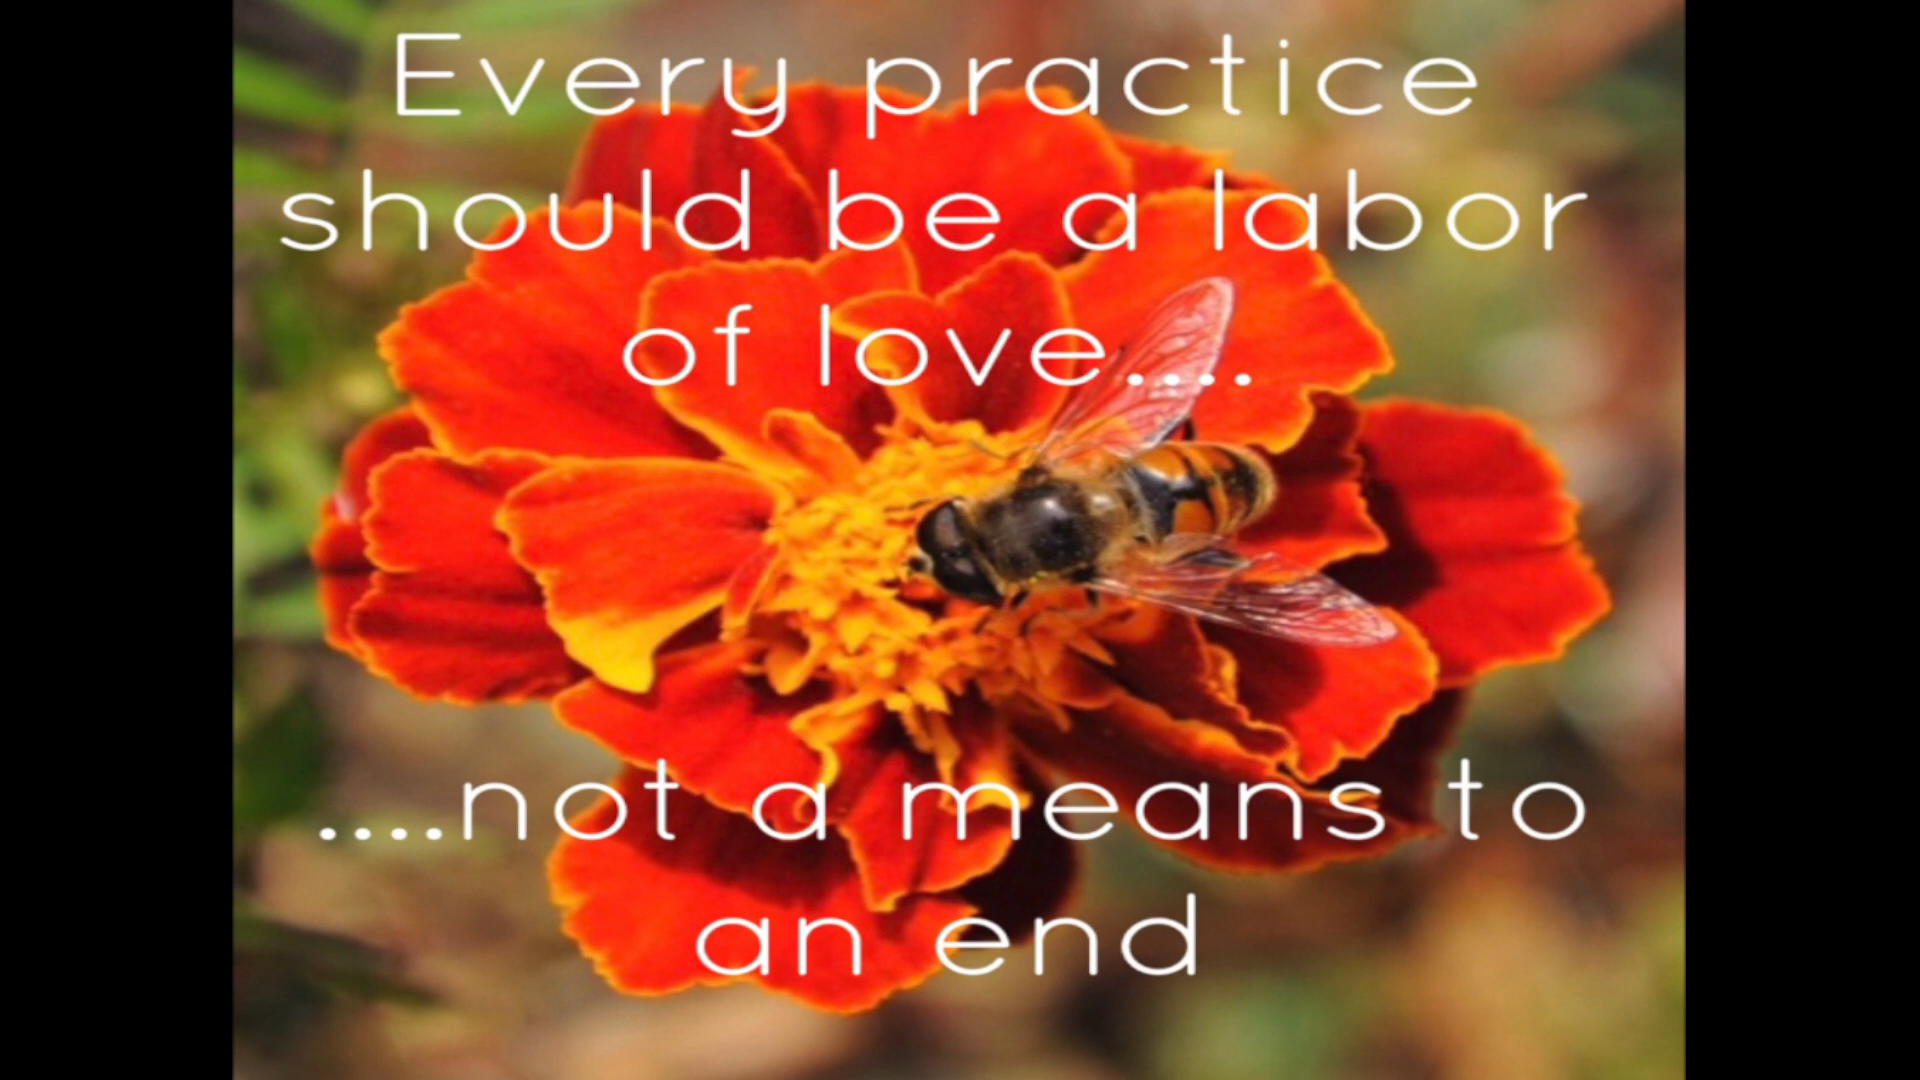 Every practice
should be a labor
of love....
....not a means to
an end